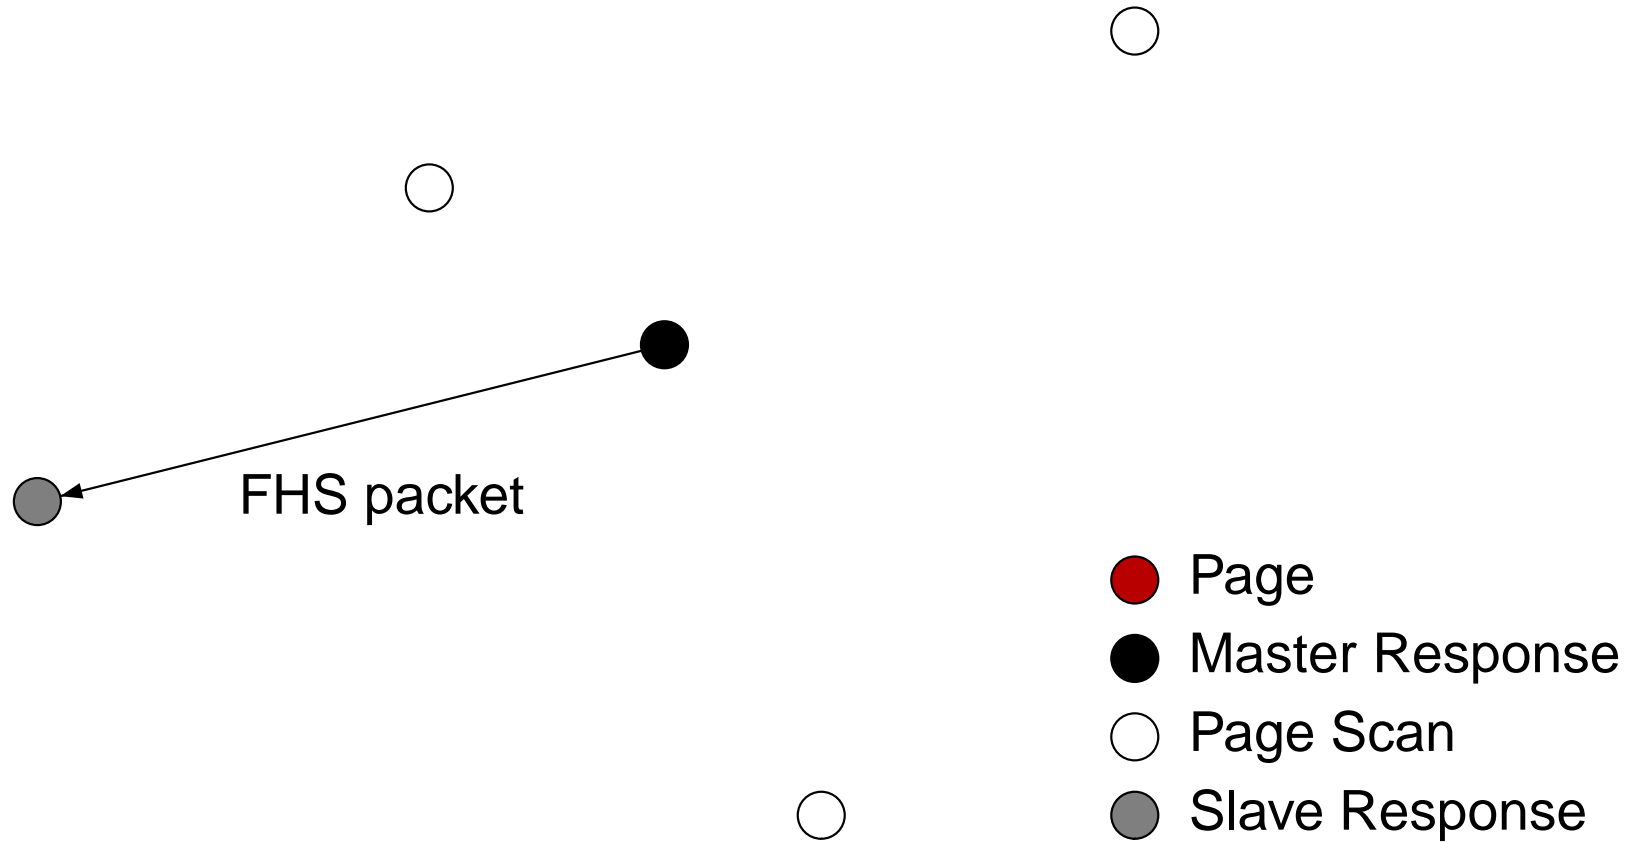 FHS packet
Page
Master Response
Page Scan
Slave Response